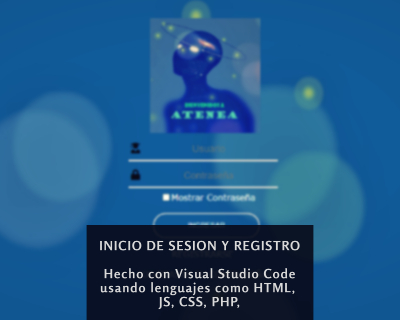 BIENVENIDO A
ATENEA
Usuario
Contraseña
Mostrar Contraseña
INGRESAR
INICIO DE SESION Y REGISTRO
Hecho con Visual Studio Code
usando lenguajes como HTML,
JS, CSS, PHP,